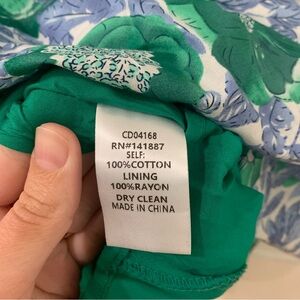 CD04168
RN#141887
SELF:
100%COTTON
LINING
100%RAYON
DRY CLEAN
MADE IN CHINA